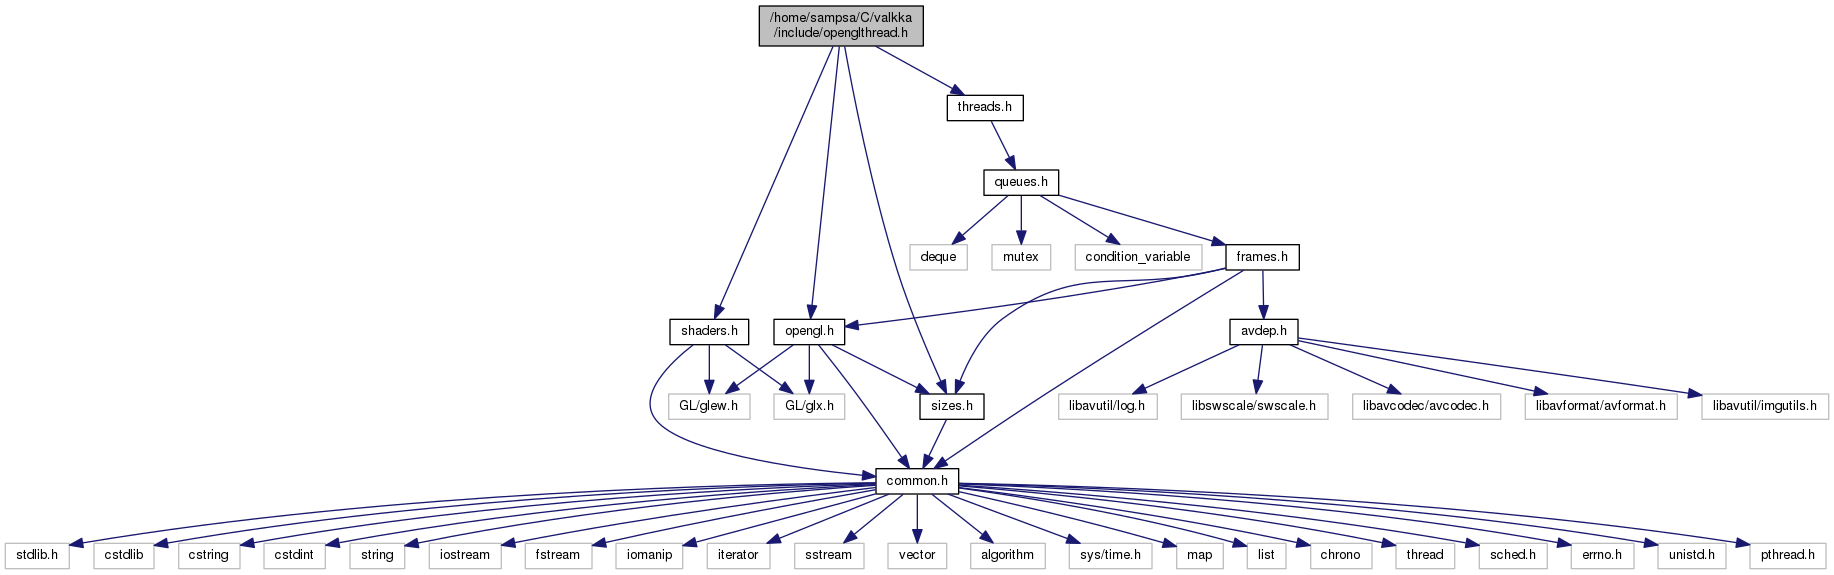 /home/sampsa/C/valkka
/include/openglthread.h
threads.h
queues.h
deque
mutex
condition_variable
frames.h
shaders.h
opengl.h
avdep.h
GL/glew.h
GL/glx.h
sizes.h
libavutil/log.h
libswscale/swscale.h
libavcodec/avcodec.h
libavformat/avformat.h
libavutil/imgutils.h
common.h
stdlib.h
cstdlib
cstring
cstdint
string
iostream
fstream
iomanip
iterator
sstream
vector
algorithm
sys/time.h
map
list
chrono
thread
sched.h
errno.h
unistd.h
pthread.h